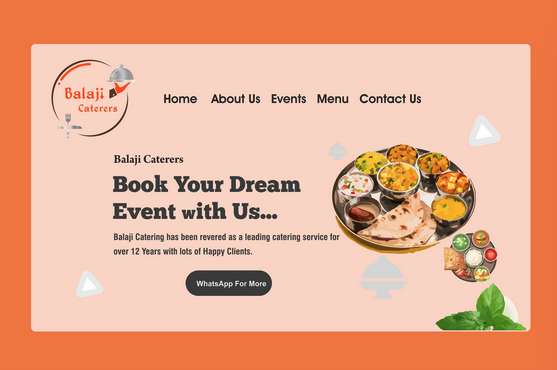 Balaji
Caterers
Home About Us Events Menu Contact Us
Balaji Caterers
Book Your Dream
Event with Us...
Balaji Catering has been revered as a leading catering service for
over 12 Years with lots of Happy Clients.
WhatsApp For More